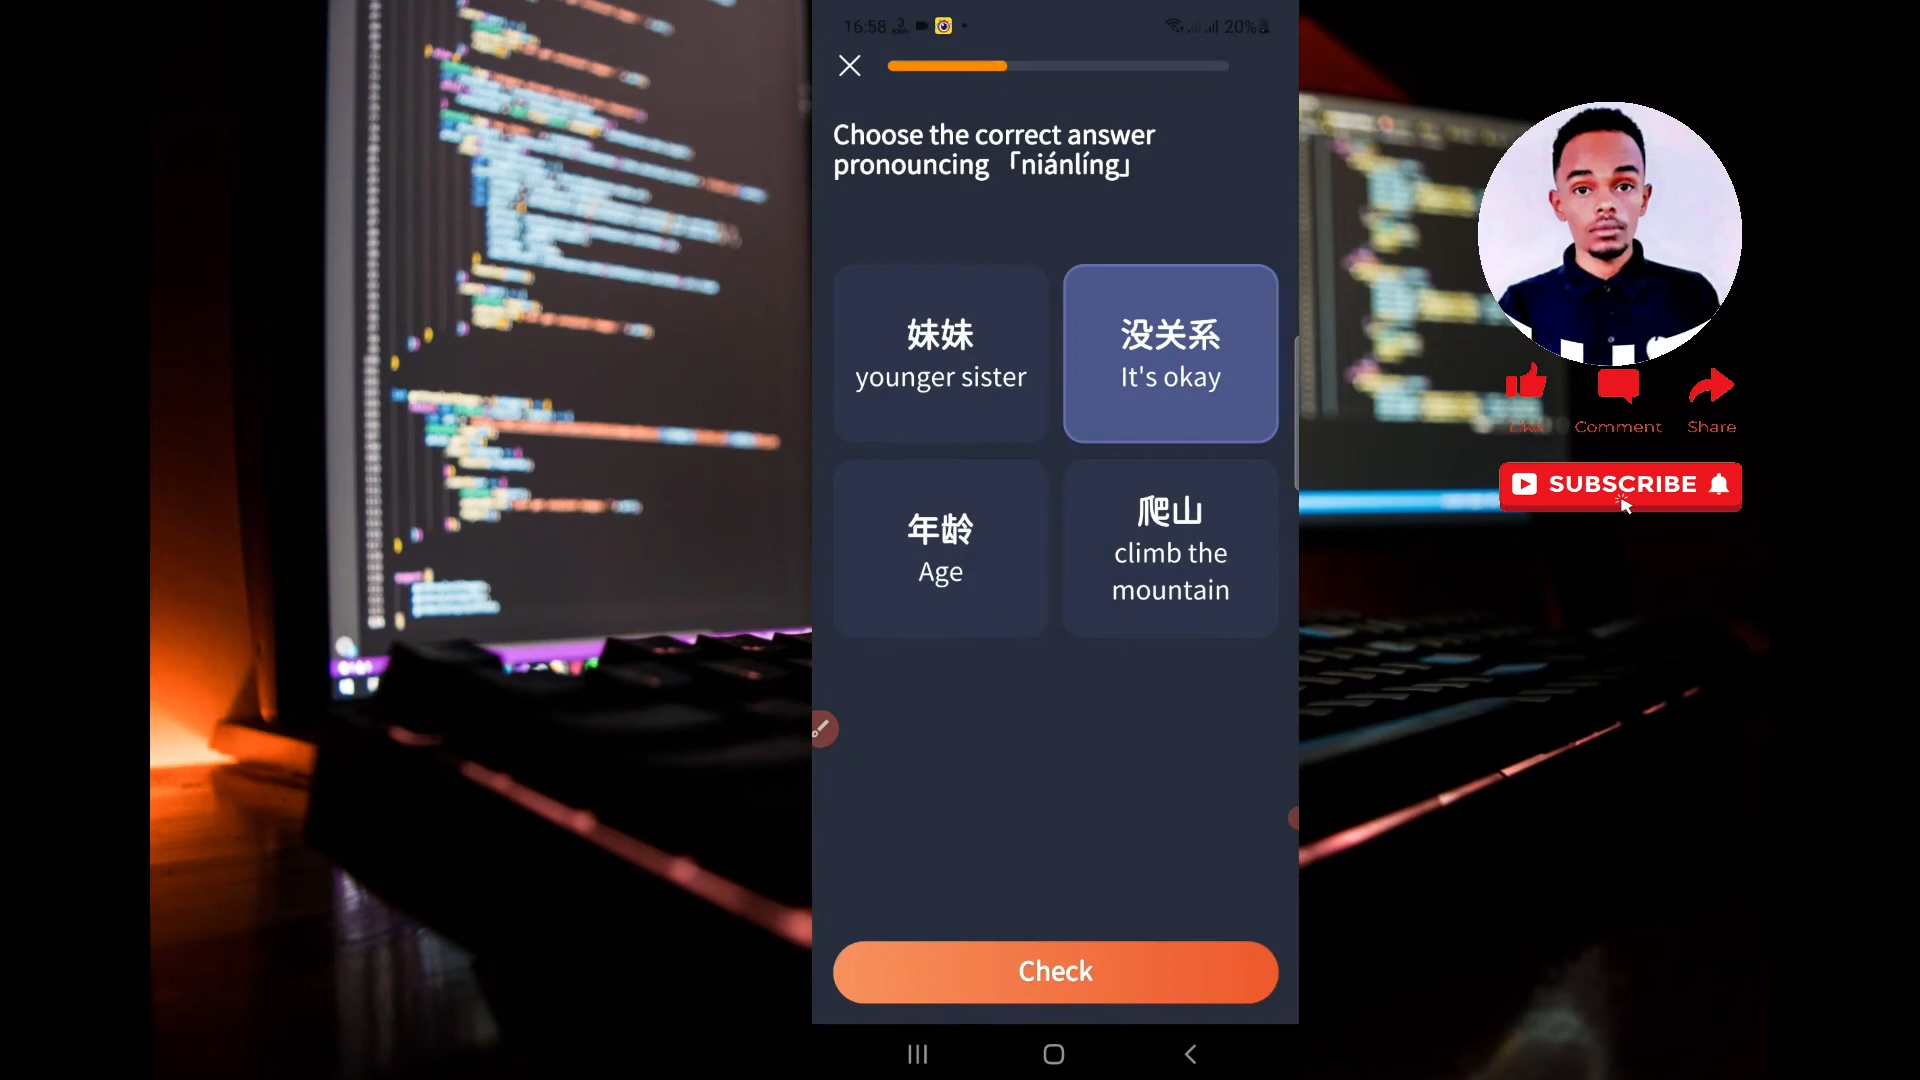 16:58
20%
Choose the correct answer
pronouncing 「niánlíng」
妹妹
younger sister
没关系
It's okay
年龄
Age
爬山
climb the
mountain
Check
Like
Comment
Share
SUBSCRIBE